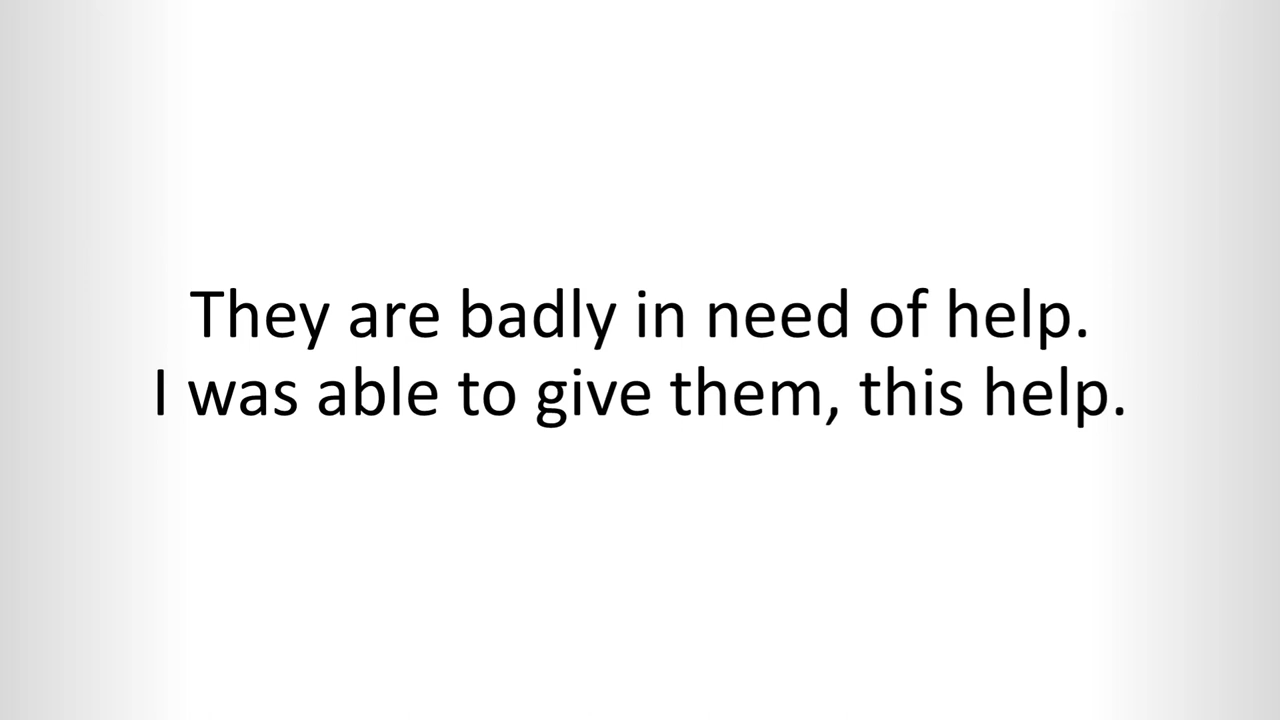 They are badly in need of help.
I was able to give them, this help.